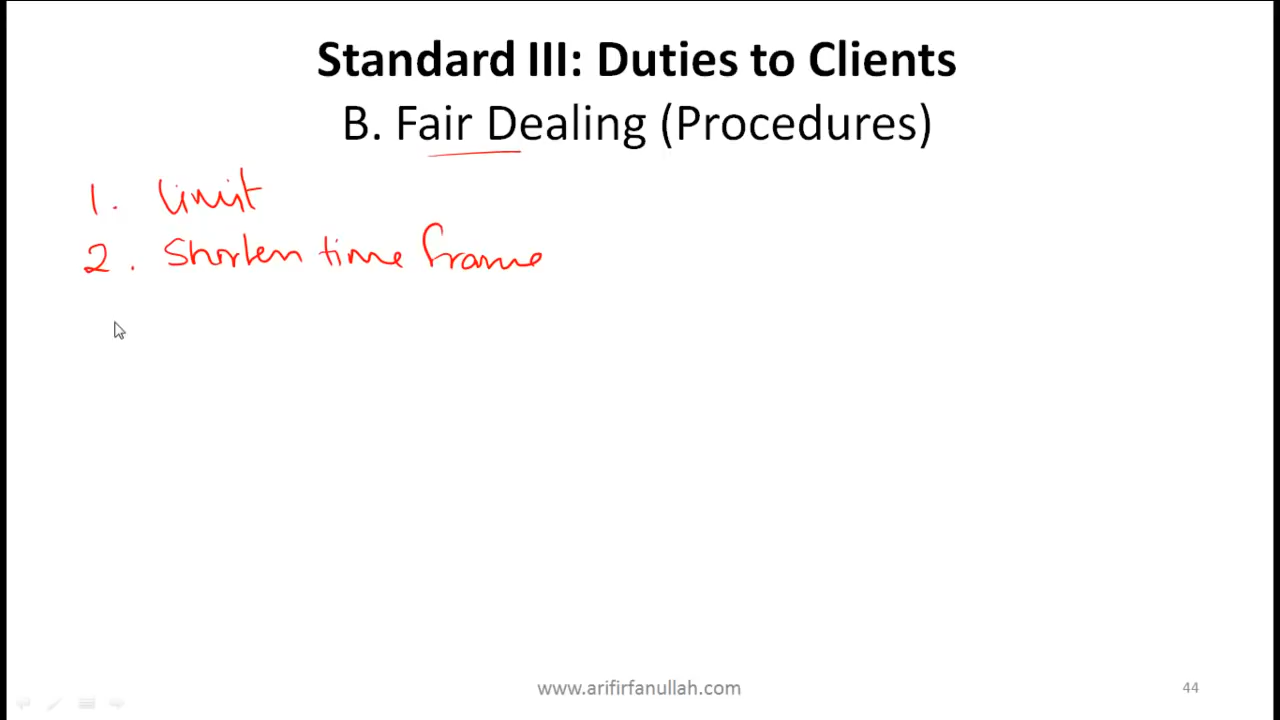 Standard III: Duties to Clients
B. Fair Dealing (Procedures)
1. limit
2. Shorten time frame
www.arifirfanullah.com
44